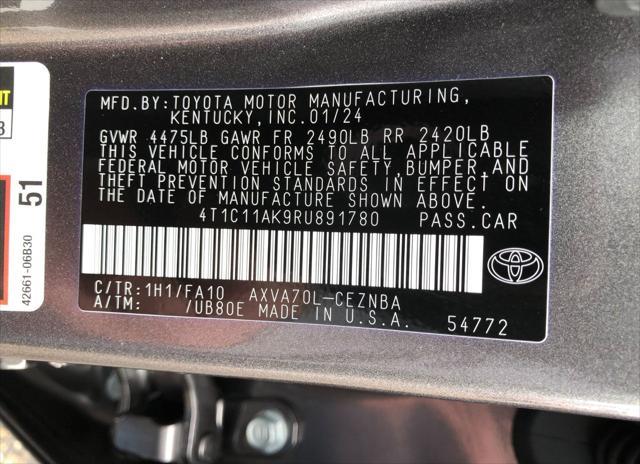 MFD.BY:TOYOTA MOTOR MANUFACTURING,
KENTUCKY,INC.01/24
GVWR 4475LB GAWR FR 2490LB RR 2420LB
THIS VEHICLE CONFORMS TO ALL APPLICABLE
FEDERAL MOTOR VEHICLE SAFETY,BUMPER,AND
THEFT PREVENTION STANDARDS IN EFFECT ON
THE DATE OF MANUFACTURE SHOWN ABOVE.
4T1C11AK9RU891780 PASS.CAR
C/TR:1H1/FA10 AXVA70L-CEZNBA
A/TM: /UB80E MADE IN U.S.A. 54772
51
42661-06B30